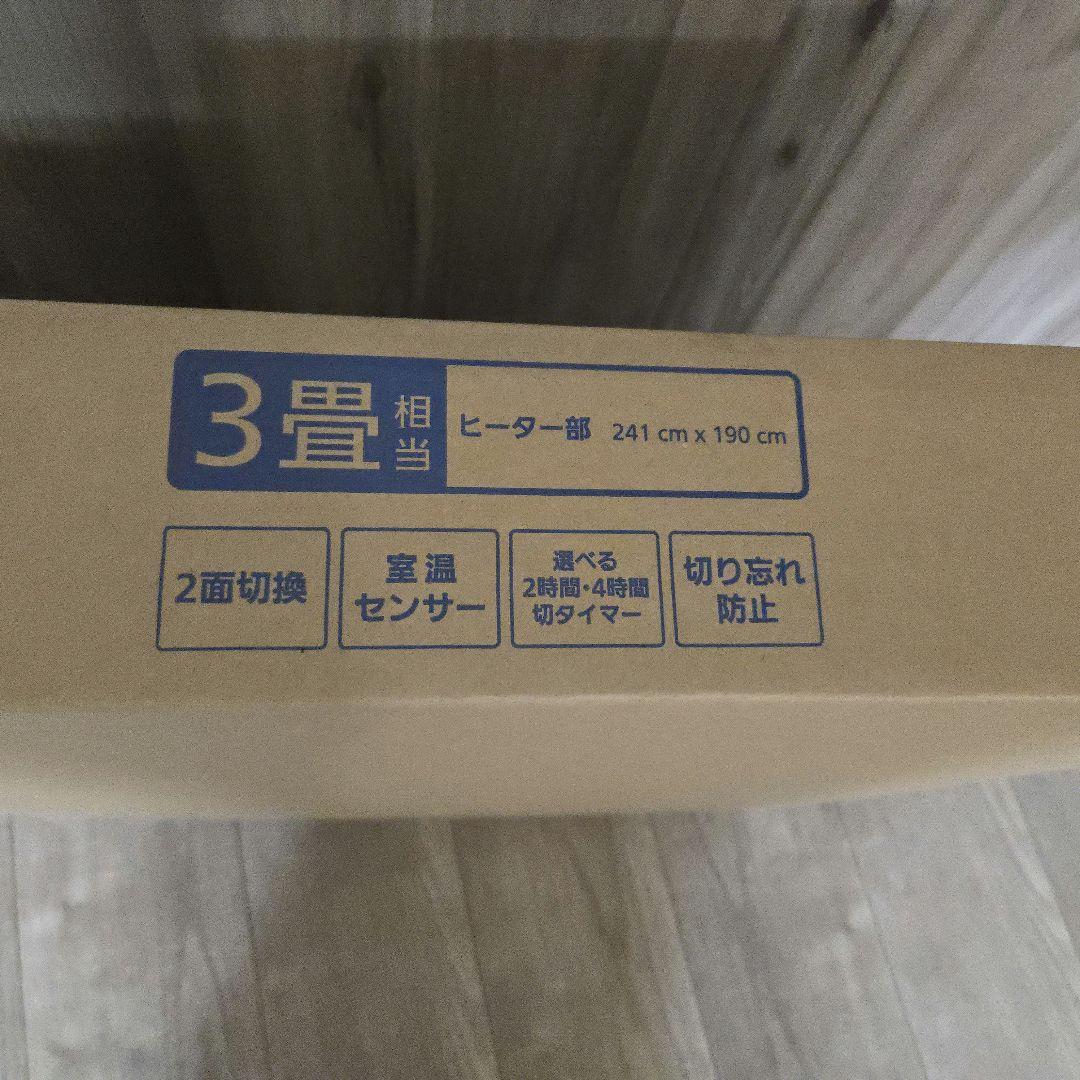 3畳相当 ヒーター部 241 cm x 190 cm
2面切換
室温
センサー
選べる
2時間・4時間
切タイマー
切り忘れ
防止